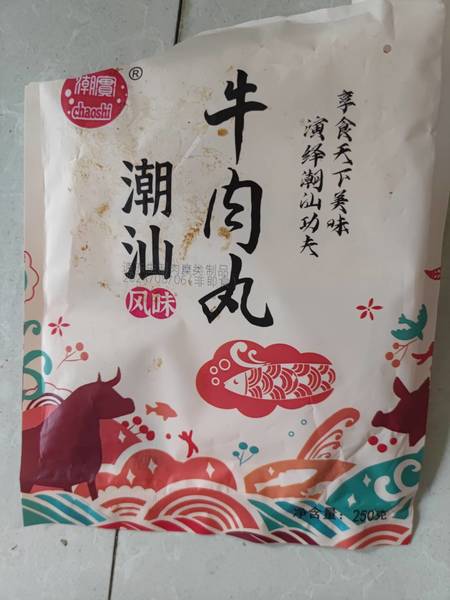 潮實
chaoshi
®
牛肉丸
潮汕
风味
享食天下美味
演绎潮汕功夫
净含量：250克